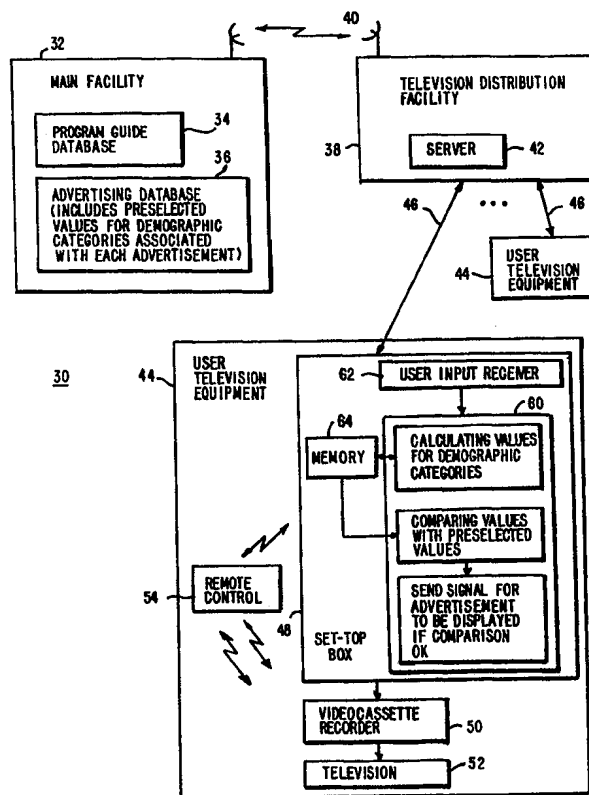 40
32
MAIN
FACILITY
PROGRAM GUIDE
DATABASE
34
36
ADVERTISING DATABASE
(INCLUDES PRESELECTED
VALUES FOR DEMOGRAPHIC
CATEGORIES ASSOCIATED
WITH EACH ADVERTISEMENT)
TELEVISION DISTRIBUTION
FACILITY
38
SERVER
42
46
...
46
44
USER
TELEVISION
EQUIPMENT
30
44
USER
TELEVISION
EQUIPMENT
62
USER INPUT RECEIVER
60
64
MEMORY
CALCULATING VALUES
FOR DEMOGRAPHIC
CATEGORIES
COMPARING VALUES
WITH PRESELECTED
VALUES
SEND SIGNAL FOR
ADVERTISEMENT
TO BE DISPLAYED
IF COMPARISON
OK
REMOTE
CONTROL
54
48
SET-TOP
BOX
VIDEOCASSETTE
RECORDER
50
TELEVISION
52